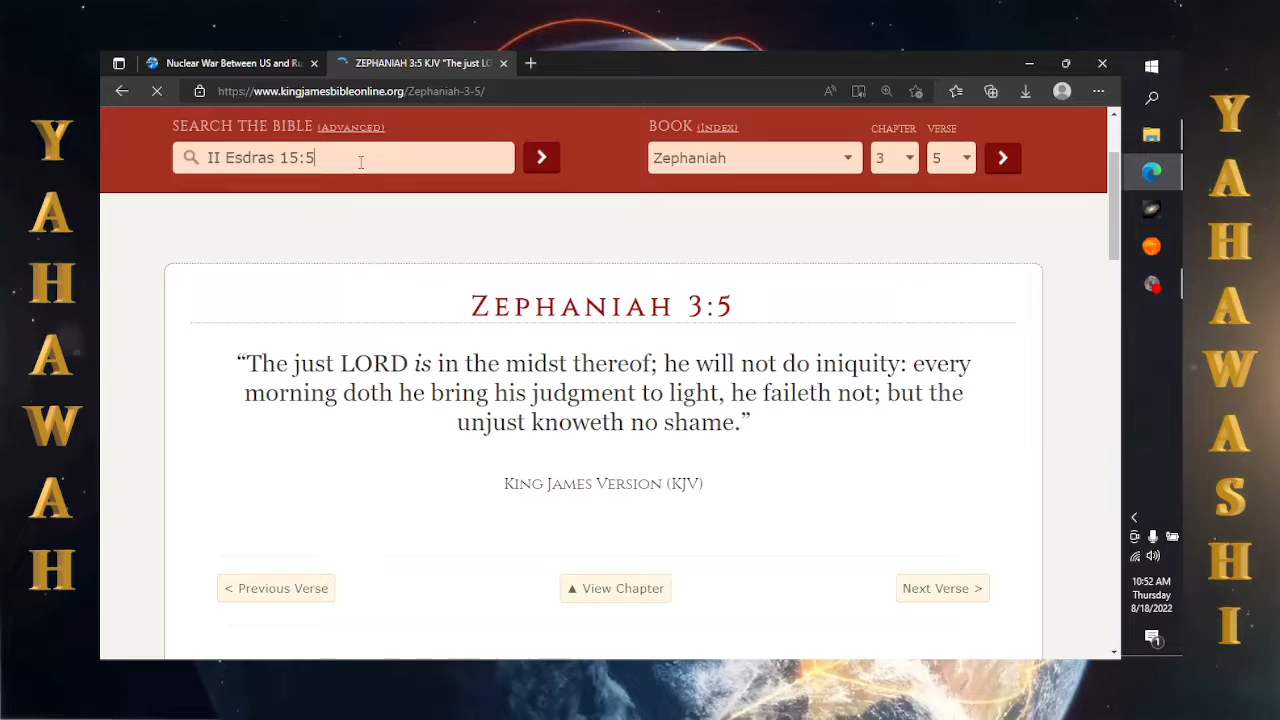 Nuclear War Between US and Ru
ZEPHANIAH 3:5 KJV "The just LO
https://www.kingjamesbibleonline.org/Zephaniah-3-5/
SEARCH THE BIBLE (ADVANCED)
BOOK (INDEX)
CHAPTER
VERSE
II Esdras 15:5
Zephaniah
3
5
ZEPHANIAH 3:5
“The just LORD is in the midst thereof; he will not do iniquity: every
morning doth he bring his judgment to light, he faileth not; but the
unjust knoweth no shame.”
KING JAMES VERSION (KJV)
< Previous Verse
▲ View Chapter
Next Verse >
10:52 AM
Thursday
8/18/2022
1
YAHAWAH
YAHAWASHI